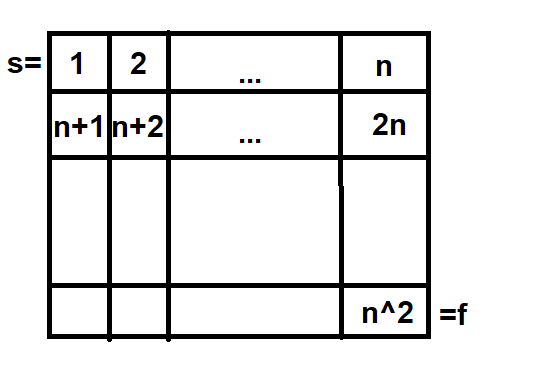 s= 1 2 ... n
n+1 n+2 ... 2n
n^2 =f